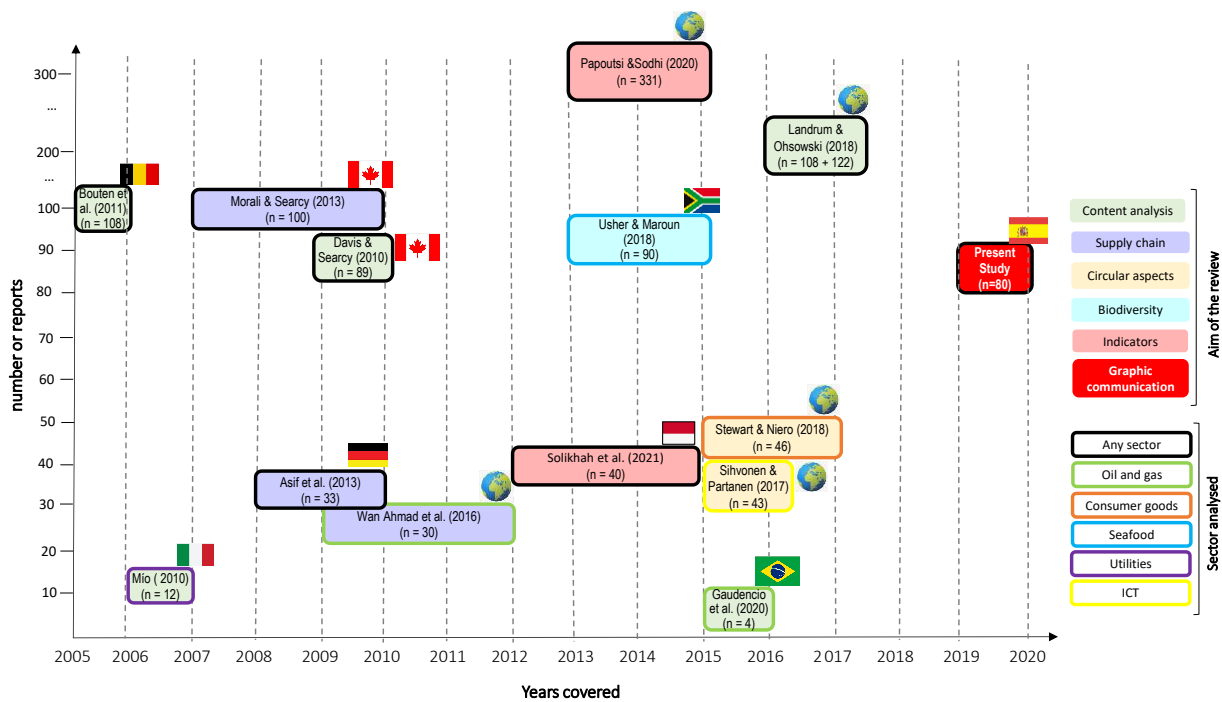 number or reports
300
...
200
...
100
90
80
70
60
50
40
30
20
10
Papoutsi &Sodhi (2020)
(n = 331)
Landrum &
Ohsowski (2018)
(n = 108 + 122)
Bouten et
al. (2011)
(n = 108)
Morali & Searcy (2013)
(n = 100)
Davis &
Searcy (2010)
(n = 89)
Usher & Maroun
(2018)
(n = 90)
Present
Study
(n=80)
Stewart & Niero (2018)
(n = 46)
Solikhah et al. (2021)
(n = 40)
Sihvonen &
Partanen (2017)
(n = 43)
Asif et al. (2013)
(n = 33)
Wan Ahmad et al. (2016)
(n = 30)
Mío ( 2010)
(n = 12)
Gaudencio
et al. (2020)
(n = 4)
2005
2006
2007
2008
2009
2010
2011
2012
2013
2014
2015
2016
2017
2018
2019
2020
Years covered
Content analysis
Supply chain
Circular aspects
Biodiversity
Indicators
Graphic
communication
Aim of the review
Any sector
Oil and gas
Consumer goods
Seafood
Utilities
ICT
Sector analysed